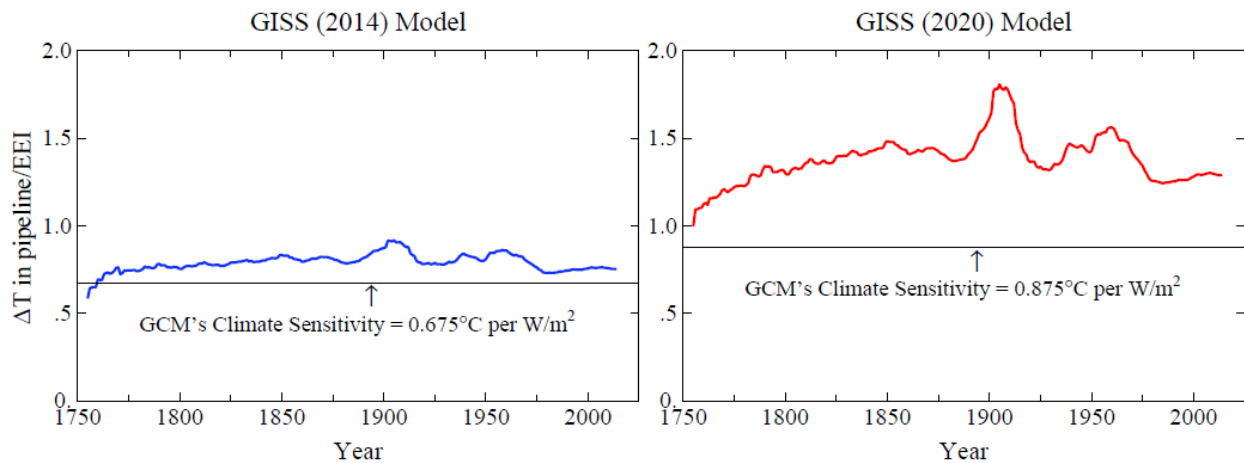 GISS (2014) Model
2.0
1.5
1.0
.5
0.
ΔT in pipeline/EEI
↑
GCM's Climate Sensitivity = 0.675°C per W/m²
1750 1800 1850 1900 1950 2000
Year
GISS (2020) Model
2.0
1.5
1.0
.5
0.
↑
GCM's Climate Sensitivity = 0.875°C per W/m²
1750 1800 1850 1900 1950 2000
Year